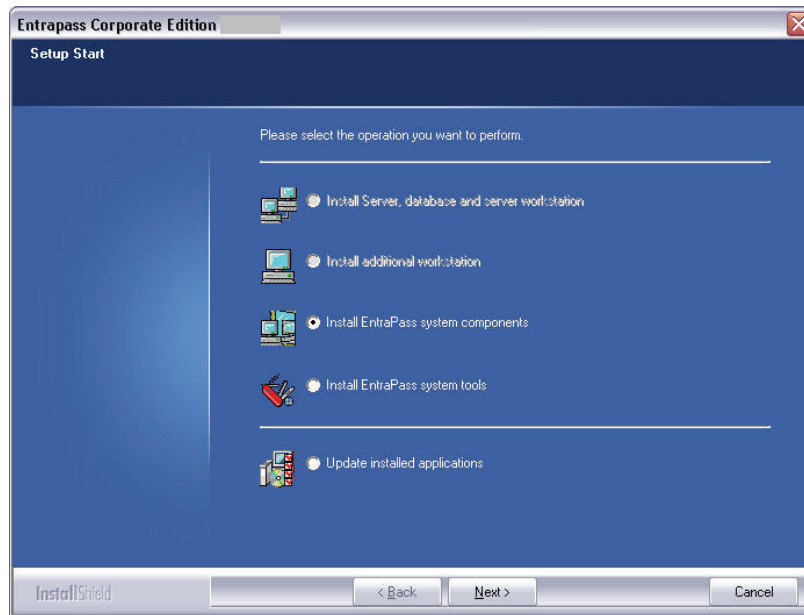 Entrapass Corporate Edition
Setup Start
Please select the operation you want to perform.
Install Server, database and server workstation
Install additional workstation
Install EntraPass system components
Install EntraPass system tools
Update installed applications
InstallShield
< Back Next > Cancel